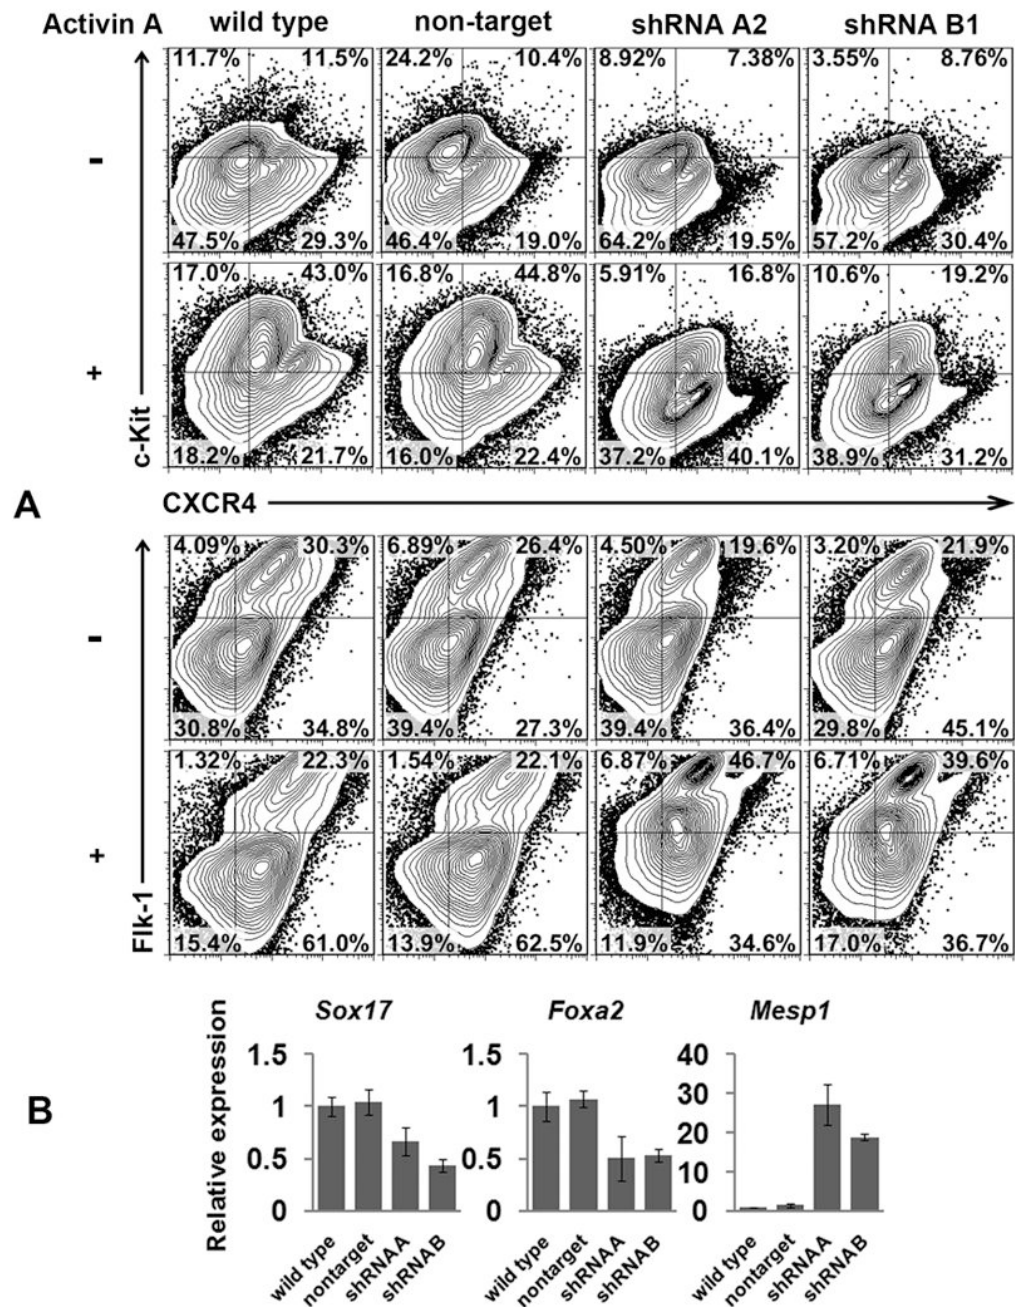 Activin A wild type non-target shRNA A2 shRNA B1
11.7% 11.5% 24.2% 10.4% 8.92% 7.38% 3.55% 8.76%
-
47.5% 29.3% 46.4% 19.0% 64.2% 19.5% 57.2% 30.4%
17.0% 43.0% 16.8% 44.8% 5.91% 16.8% 10.6% 19.2%
+
c-Kit
18.2% 21.7% 16.0% 22.4% 37.2% 40.1% 38.9% 31.2%
A
CXCR4
4.09% 30.3% 6.89% 26.4% 4.50% 19.6% 3.20% 21.9%
-
30.8% 34.8% 39.4% 27.3% 39.4% 36.4% 29.8% 45.1%
1.32% 22.3% 1.54% 22.1% 6.87% 46.7% 6.71% 39.6%
+
Flk-1
15.4% 61.0% 13.9% 62.5% 11.9% 34.6% 17.0% 36.7%
B
Relative expression
Sox17
1.5
1
0.5
0
wild type
nontarget
shRNAA
shRNAB
Foxa2
1.5
1
0.5
0
wild type
nontarget
shRNAA
shRNAB
Mesp1
40
30
20
10
0
wild type
nontarget
shRNAA
shRNAB